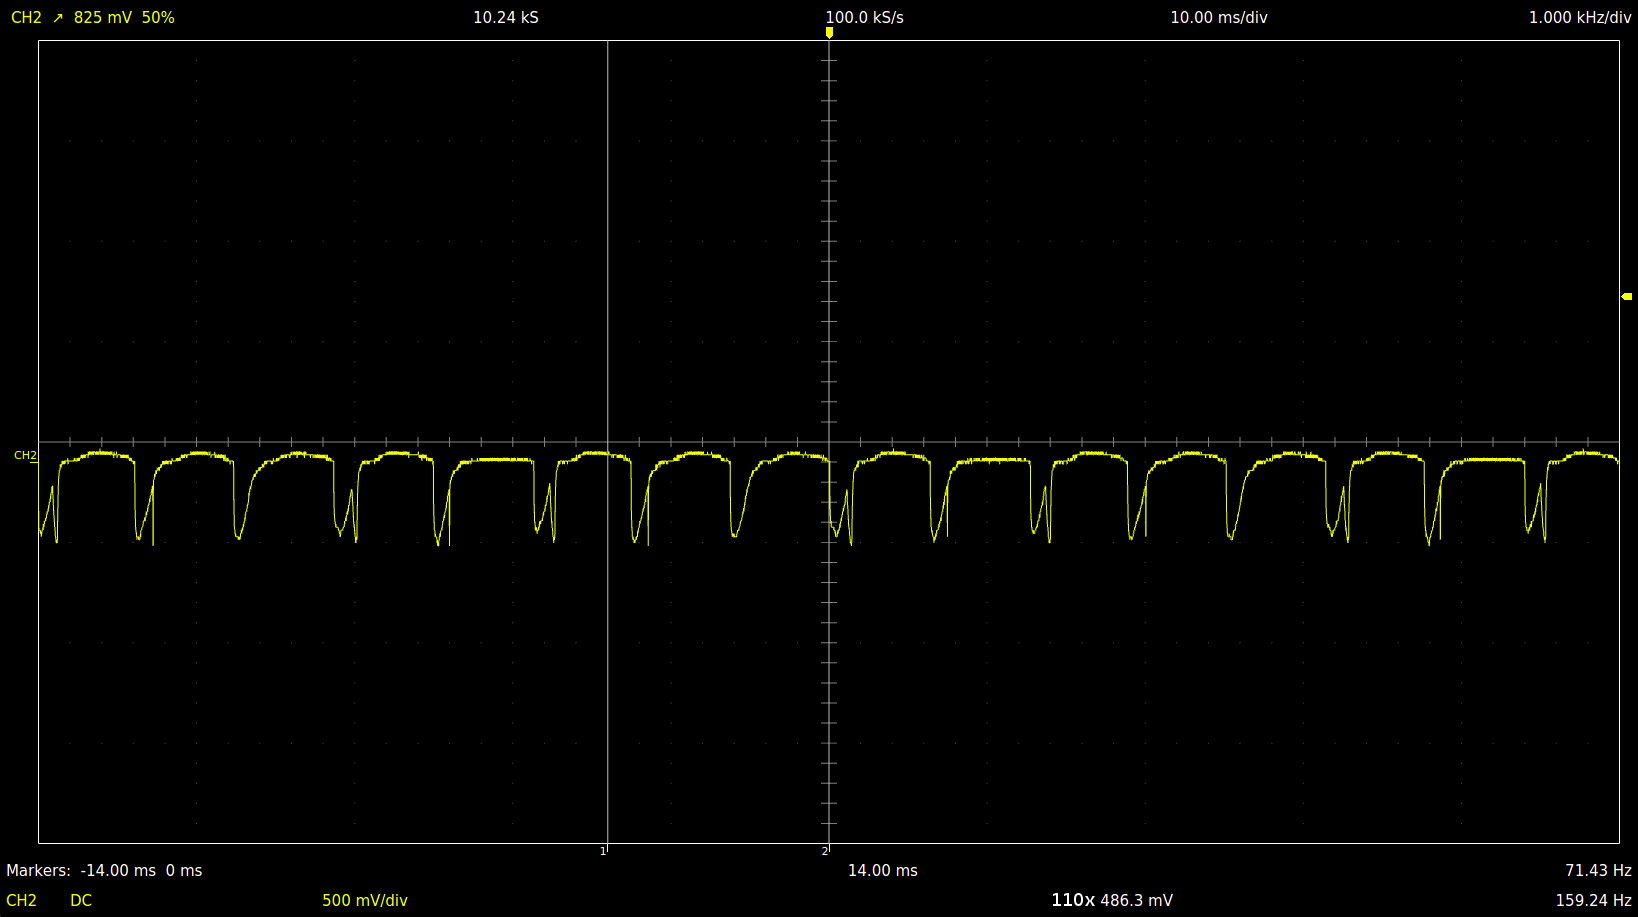 CH2 ↗ 825 mV 50% 10.24 kS 100.0 kS/s 10.00 ms/div 1.000 kHz/div
CH2
1 2
Markers: -14.00 ms 0 ms 14.00 ms 71.43 Hz
CH2 DC 500 mV/div 110x 486.3 mV 159.24 Hz